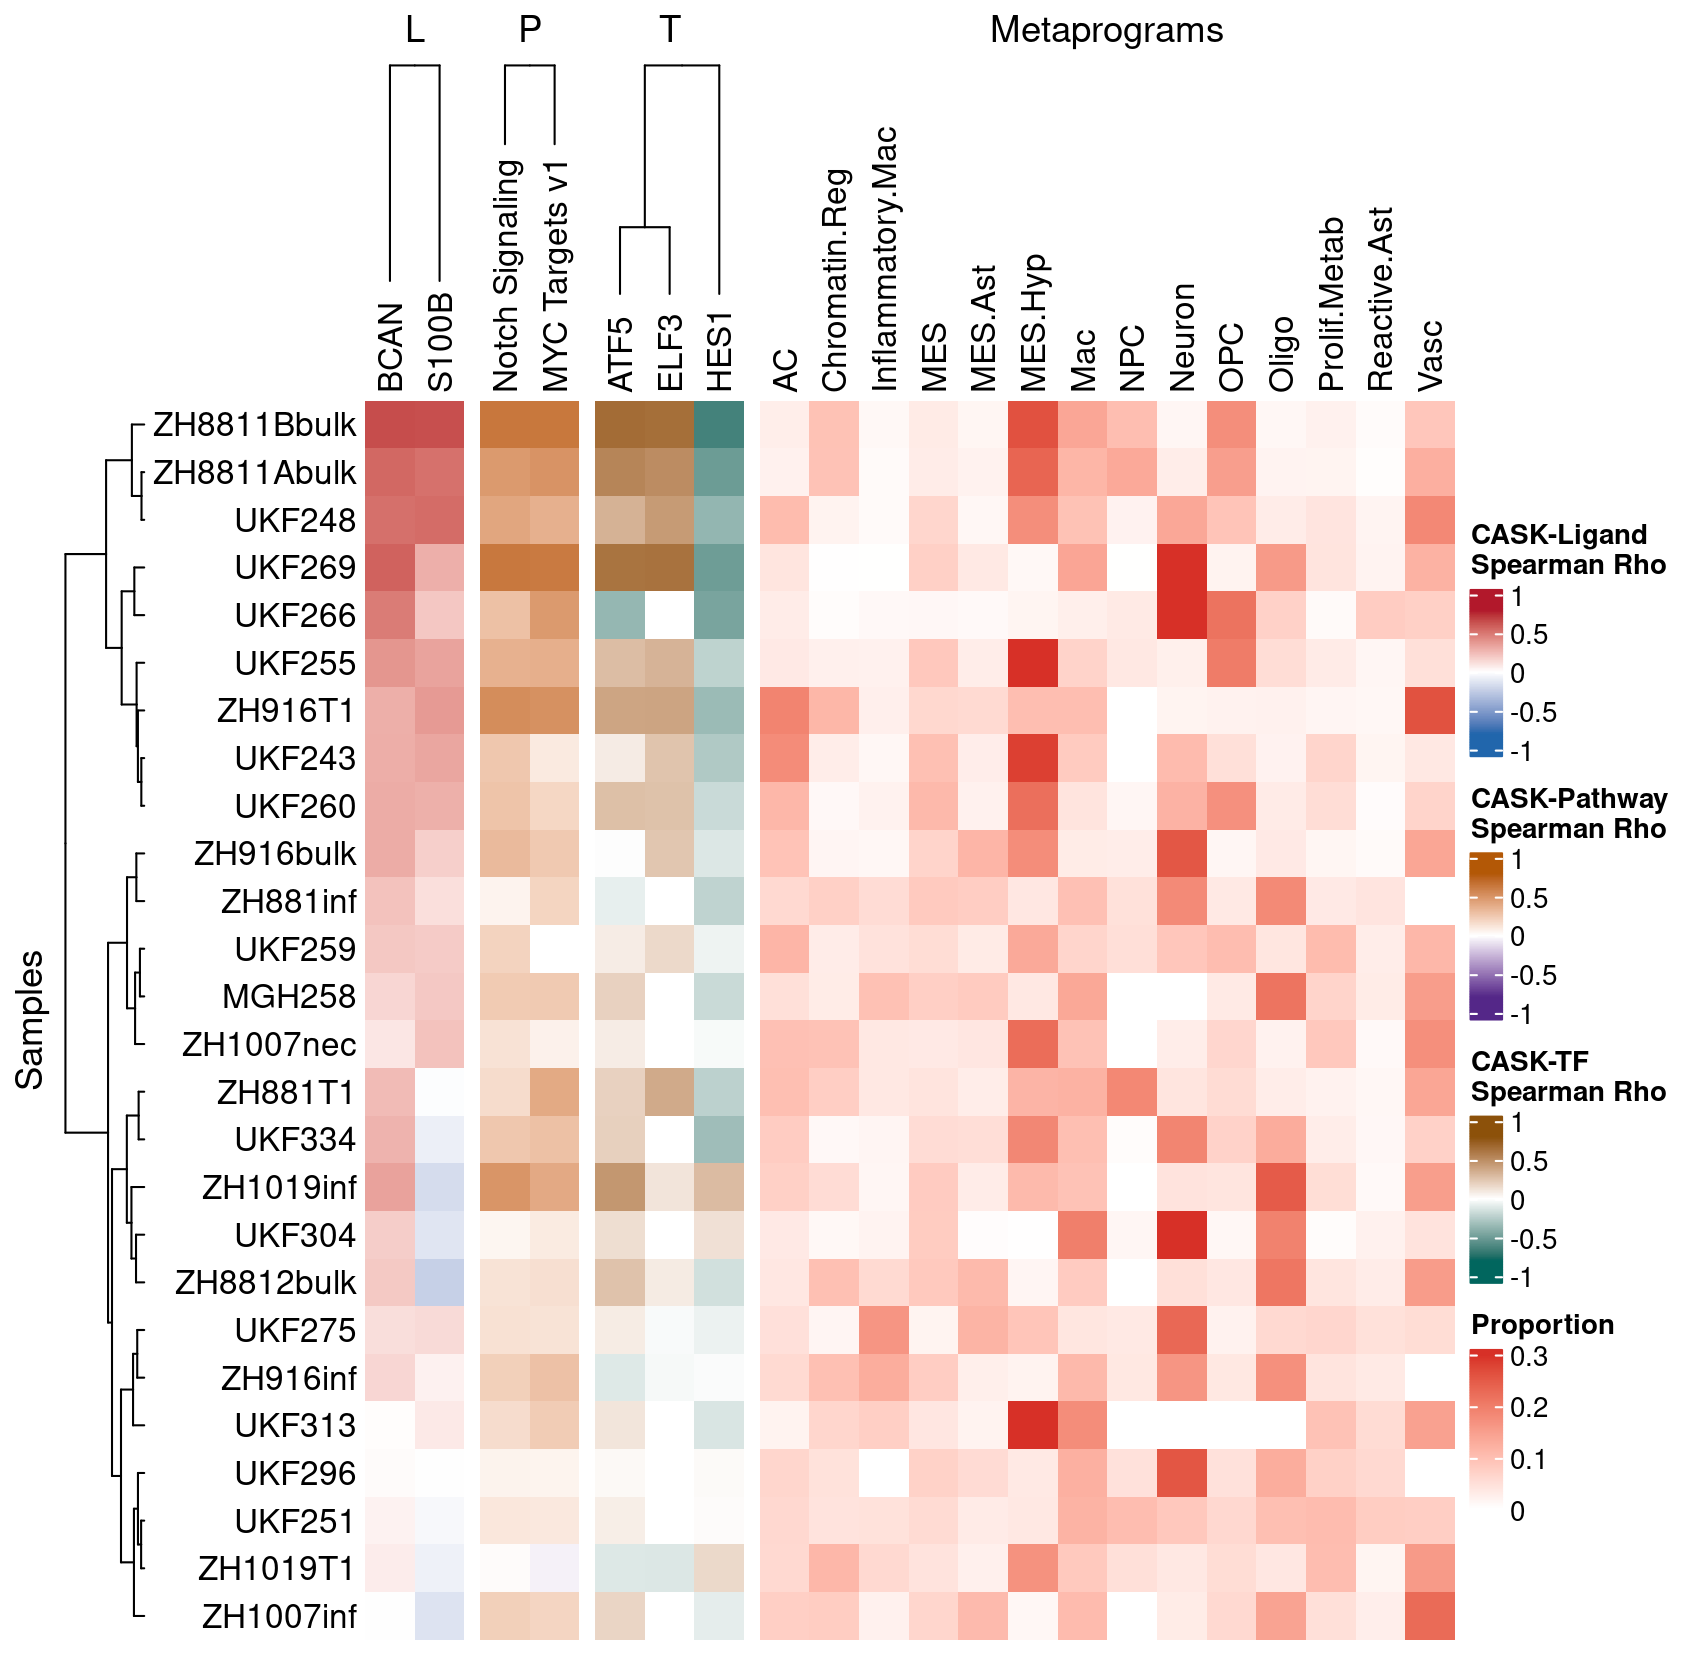 L
P
T
Metaprograms
BCAN
S100B
Notch Signaling
MYC Targets v1
ATF5
ELF3
HES1
AC
Chromatin.Reg
Inflammatory.Mac
MES
MES.Ast
MES.Hyp
Mac
NPC
Neuron
OPC
Oligo
Prolif.Metab
Reactive.Ast
Vasc
Samples
ZH8811Bbulk
ZH8811Abulk
UKF248
UKF269
UKF266
UKF255
ZH916T1
UKF243
UKF260
ZH916bulk
ZH881inf
UKF259
MGH258
ZH1007nec
ZH881T1
UKF334
ZH1019inf
UKF304
ZH8812bulk
UKF275
ZH916inf
UKF313
UKF296
UKF251
ZH1019T1
ZH1007inf
CASK-Ligand
Spearman Rho
1
0.5
0
-0.5
-1
CASK-Pathway
Spearman Rho
1
0.5
0
-0.5
-1
CASK-TF
Spearman Rho
1
0.5
0
-0.5
-1
Proportion
0.3
0.2
0.1
0